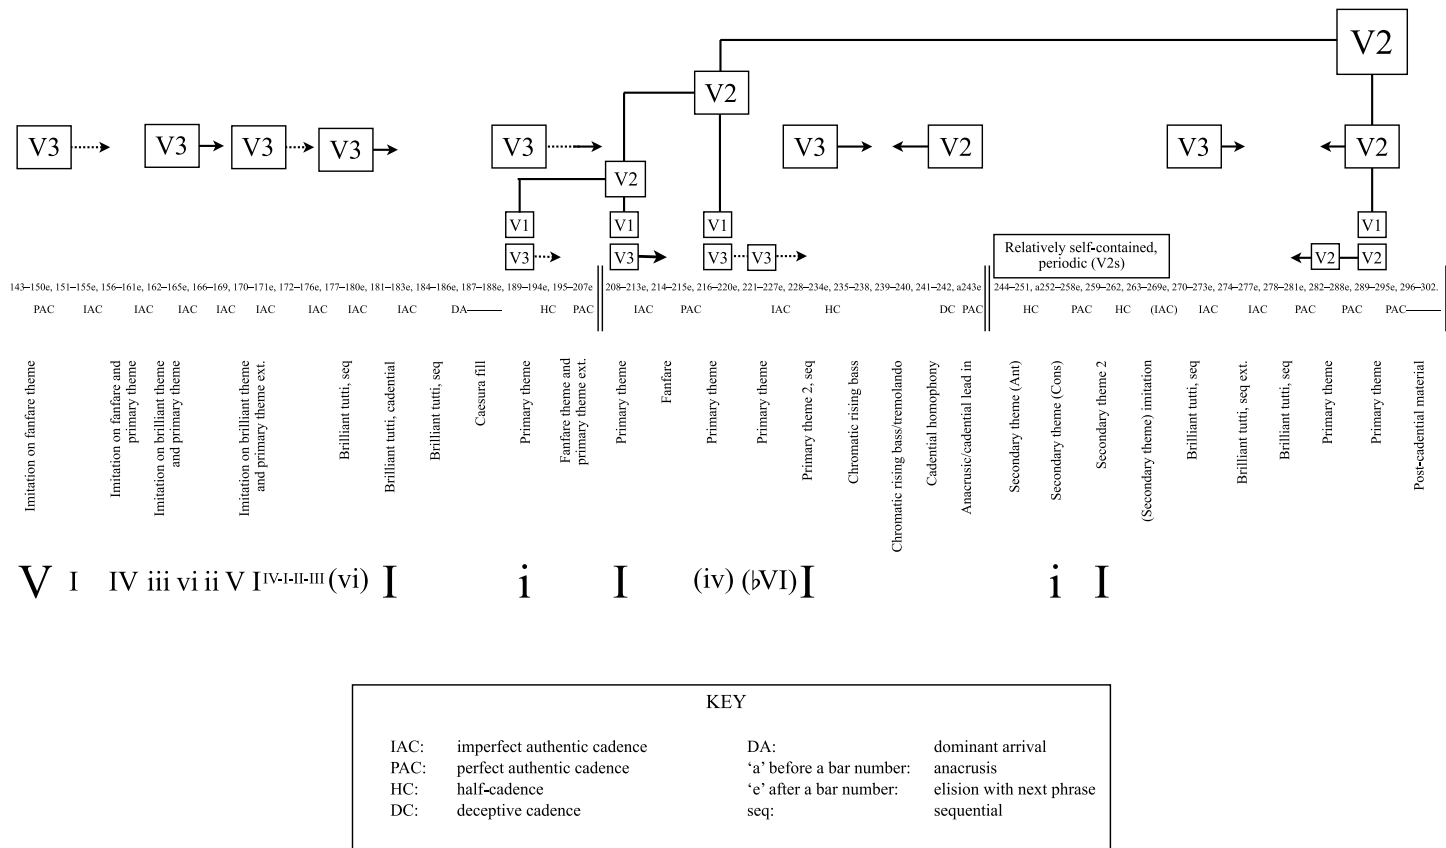 V2
V2
V3
V3
V3
V3
V3
V3
V2
V3
V2
V2
V1
V1
V1
V1
V3
V3
V3
V3
V2
V2
Relatively self-contained,
periodic (V2s)
143–150e, 151–155e, 156–161e, 162–165e, 166–169, 170–171e, 172–176e, 177–180e, 181–183e, 184–186e, 187–188e, 189–194e, 195–207e
208–213e, 214–215e, 216–220e, 221–227e, 228–234e, 235–238, 239–240, 241–242, a243e
244–251, a252–258e, 259–262, 263–269e, 270–273e, 274–277e, 278–281e, 282–288e, 289–295e, 296–302.
PAC IAC IAC IAC IAC IAC IAC IAC IAC DA HC PAC
IAC PAC IAC HC DC PAC
HC PAC HC (IAC) IAC IAC PAC PAC PAC
Imitation on fanfare theme
Imitation on fanfare and
primary theme
Imitation on brilliant theme
and primary theme
Imitation on brilliant theme
and primary theme ext.
Brilliant tutti, seq
Brilliant tutti, cadential
Brilliant tutti, seq
Caesura fill
Primary theme
Fanfare theme and
primary theme ext.
Primary theme
Fanfare
Primary theme
Primary theme
Primary theme 2, seq
Chromatic rising bass
Chromatic rising bass/tremolando
Cadential homophony
Anacrusic/cadential lead in
Secondary theme (Ant)
Secondary theme (Cons)
Secondary theme 2
(Secondary theme) imitation
Brilliant tutti, seq
Brilliant tutti, seq ext.
Brilliant tutti, seq
Primary theme
Primary theme
Post-cadential material
V I IV iii vi ii V I IV-I-II-III (vi) I i I (iv) (♭VI) I i I
KEY
IAC: imperfect authentic cadence DA: dominant arrival
PAC: perfect authentic cadence ‘a’ before a bar number: anacrusis
HC: half-cadence ‘e’ after a bar number: elision with next phrase
DC: deceptive cadence seq: sequential